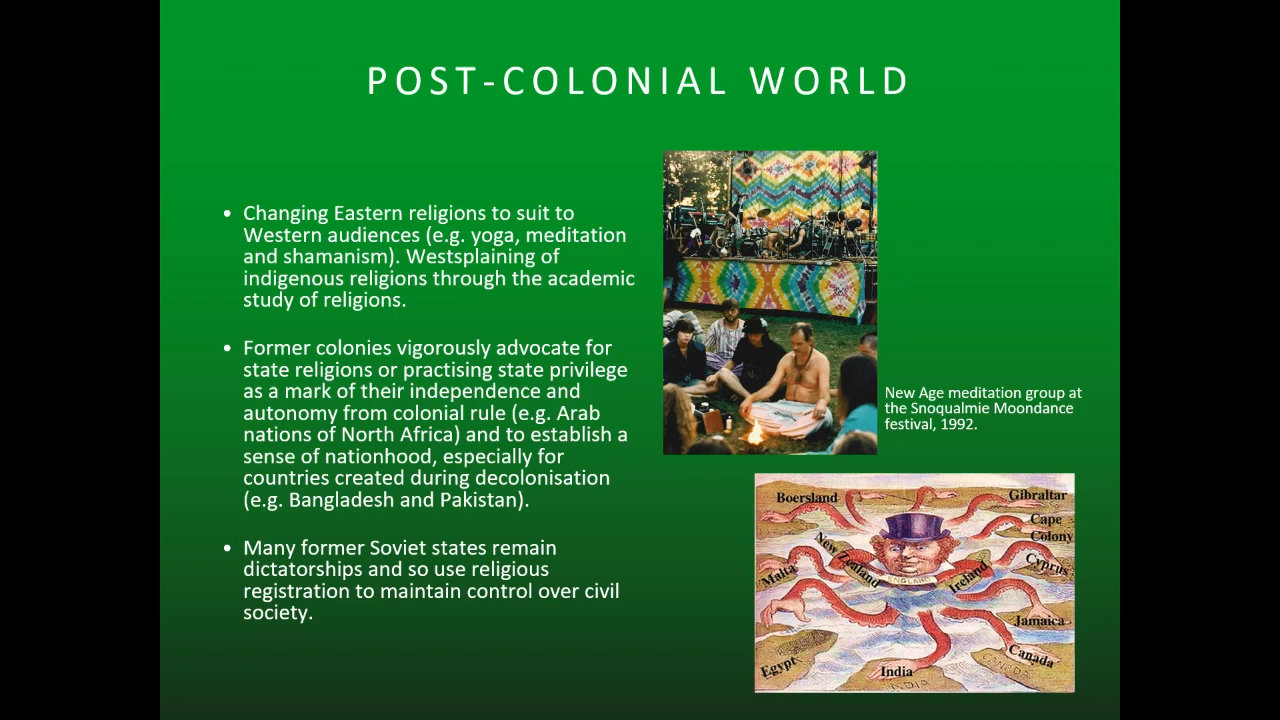 POST-COLONIAL WORLD
• Changing Eastern religions to suit to
Western audiences (e.g. yoga, meditation
and shamanism). Westsplaining of
indigenous religions through the academic
study of religions.
• Former colonies vigorously advocate for
state religions or practising state privilege
as a mark of their independence and
autonomy from colonial rule (e.g. Arab
nations of North Africa) and to establish a
sense of nationhood, especially for
countries created during decolonisation
(e.g. Bangladesh and Pakistan).
• Many former Soviet states remain
dictatorships and so use religious
registration to maintain control over civil
society.
New Age meditation group at
the Snoqualmie Moondance
festival, 1992.
Boersland
Gibraltar
Cape
Colony
New Zealand
Malta
ENGLAND
Ireland
Cyprus
Jamaica
Egypt
India
INDIA
Canada
CANADA